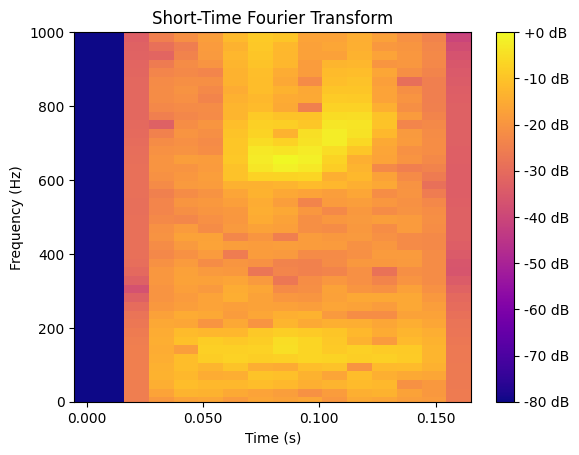 Short-Time Fourier Transform
1000
800
600
400
200
0
Frequency (Hz)
0.000
0.050
0.100
0.150
Time (s)
+0 dB
-10 dB
-20 dB
-30 dB
-40 dB
-50 dB
-60 dB
-70 dB
-80 dB